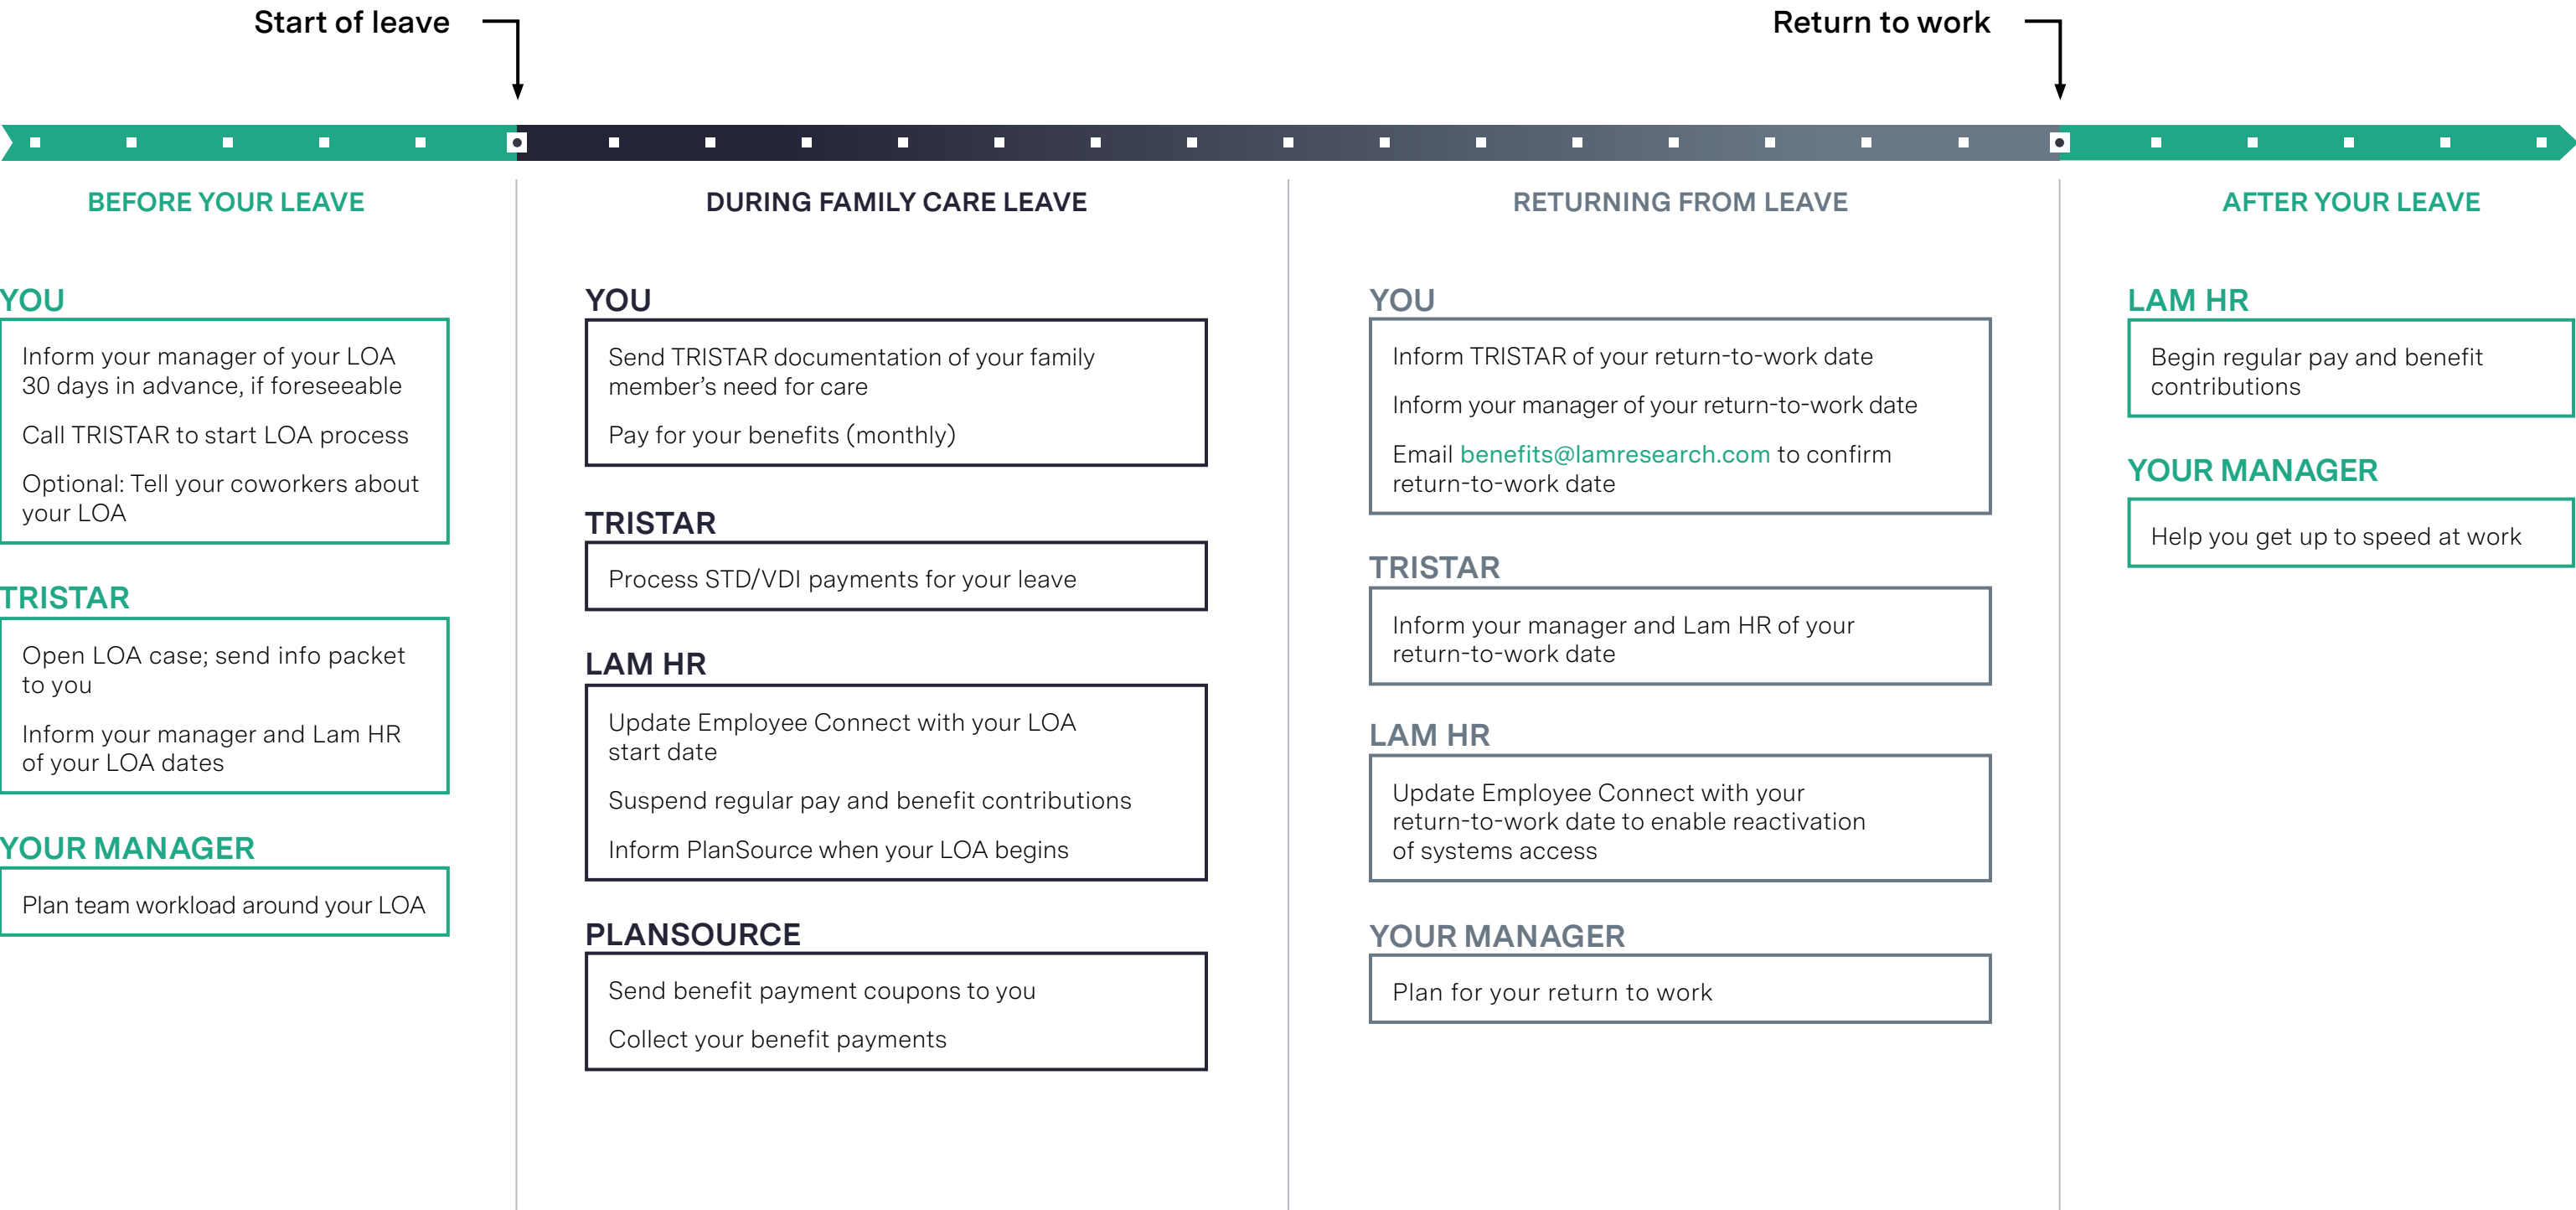 Start of leave
Return to work
BEFORE YOUR LEAVE
YOU
Inform your manager of your LOA
30 days in advance, if foreseeable
Call TRISTAR to start LOA process
Optional: Tell your coworkers about
your LOA
TRISTAR
Open LOA case; send info packet
to you
Inform your manager and Lam HR
of your LOA dates
YOUR MANAGER
Plan team workload around your LOA
DURING FAMILY CARE LEAVE
YOU
Send TRISTAR documentation of your family
member’s need for care
Pay for your benefits (monthly)
TRISTAR
Process STD/VDI payments for your leave
LAM HR
Update Employee Connect with your LOA
start date
Suspend regular pay and benefit contributions
Inform PlanSource when your LOA begins
PLANSOURCE
Send benefit payment coupons to you
Collect your benefit payments
RETURNING FROM LEAVE
YOU
Inform TRISTAR of your return-to-work date
Inform your manager of your return-to-work date
Email benefits@lamresearch.com to confirm
return-to-work date
TRISTAR
Inform your manager and Lam HR of your
return-to-work date
LAM HR
Update Employee Connect with your
return-to-work date to enable reactivation
of systems access
YOUR MANAGER
Plan for your return to work
AFTER YOUR LEAVE
LAM HR
Begin regular pay and benefit
contributions
YOUR MANAGER
Help you get up to speed at work